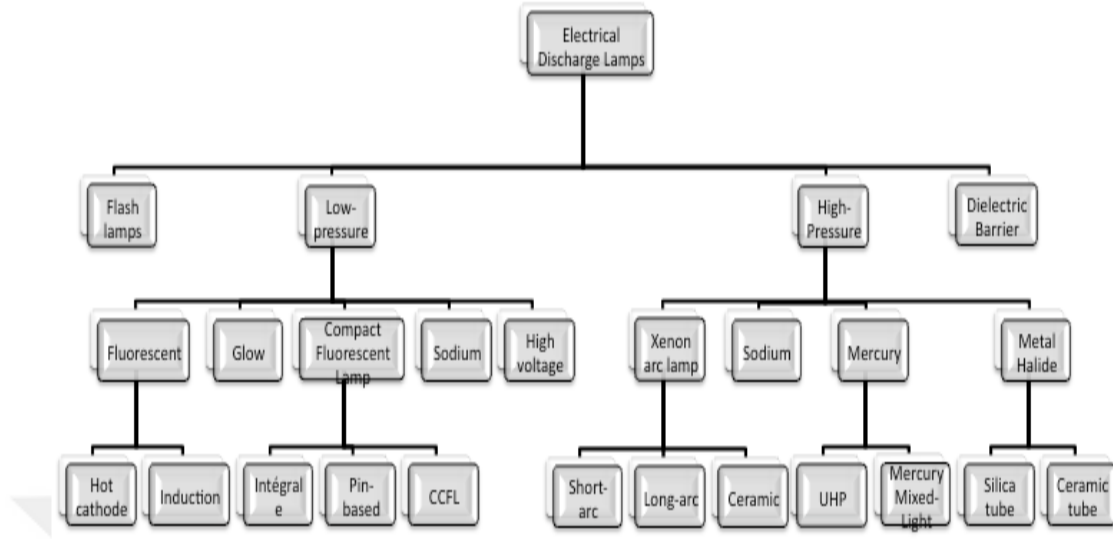 Electrical
Discharge Lamps
Flash
lamps
Low-
pressure
High-
Pressure
Dielectric
Barrier
Fluorescent
Glow
Compact
Fluorescent
Lamp
Sodium
High
voltage
Xenon
arc lamp
Sodium
Mercury
Metal
Halide
Hot
cathode
Induction
Intégral
e
Pin-
based
CCFL
Short-
arc
Long-arc
Ceramic
UHP
Mercury
Mixed-
Light
Silica
tube
Ceramic
tube